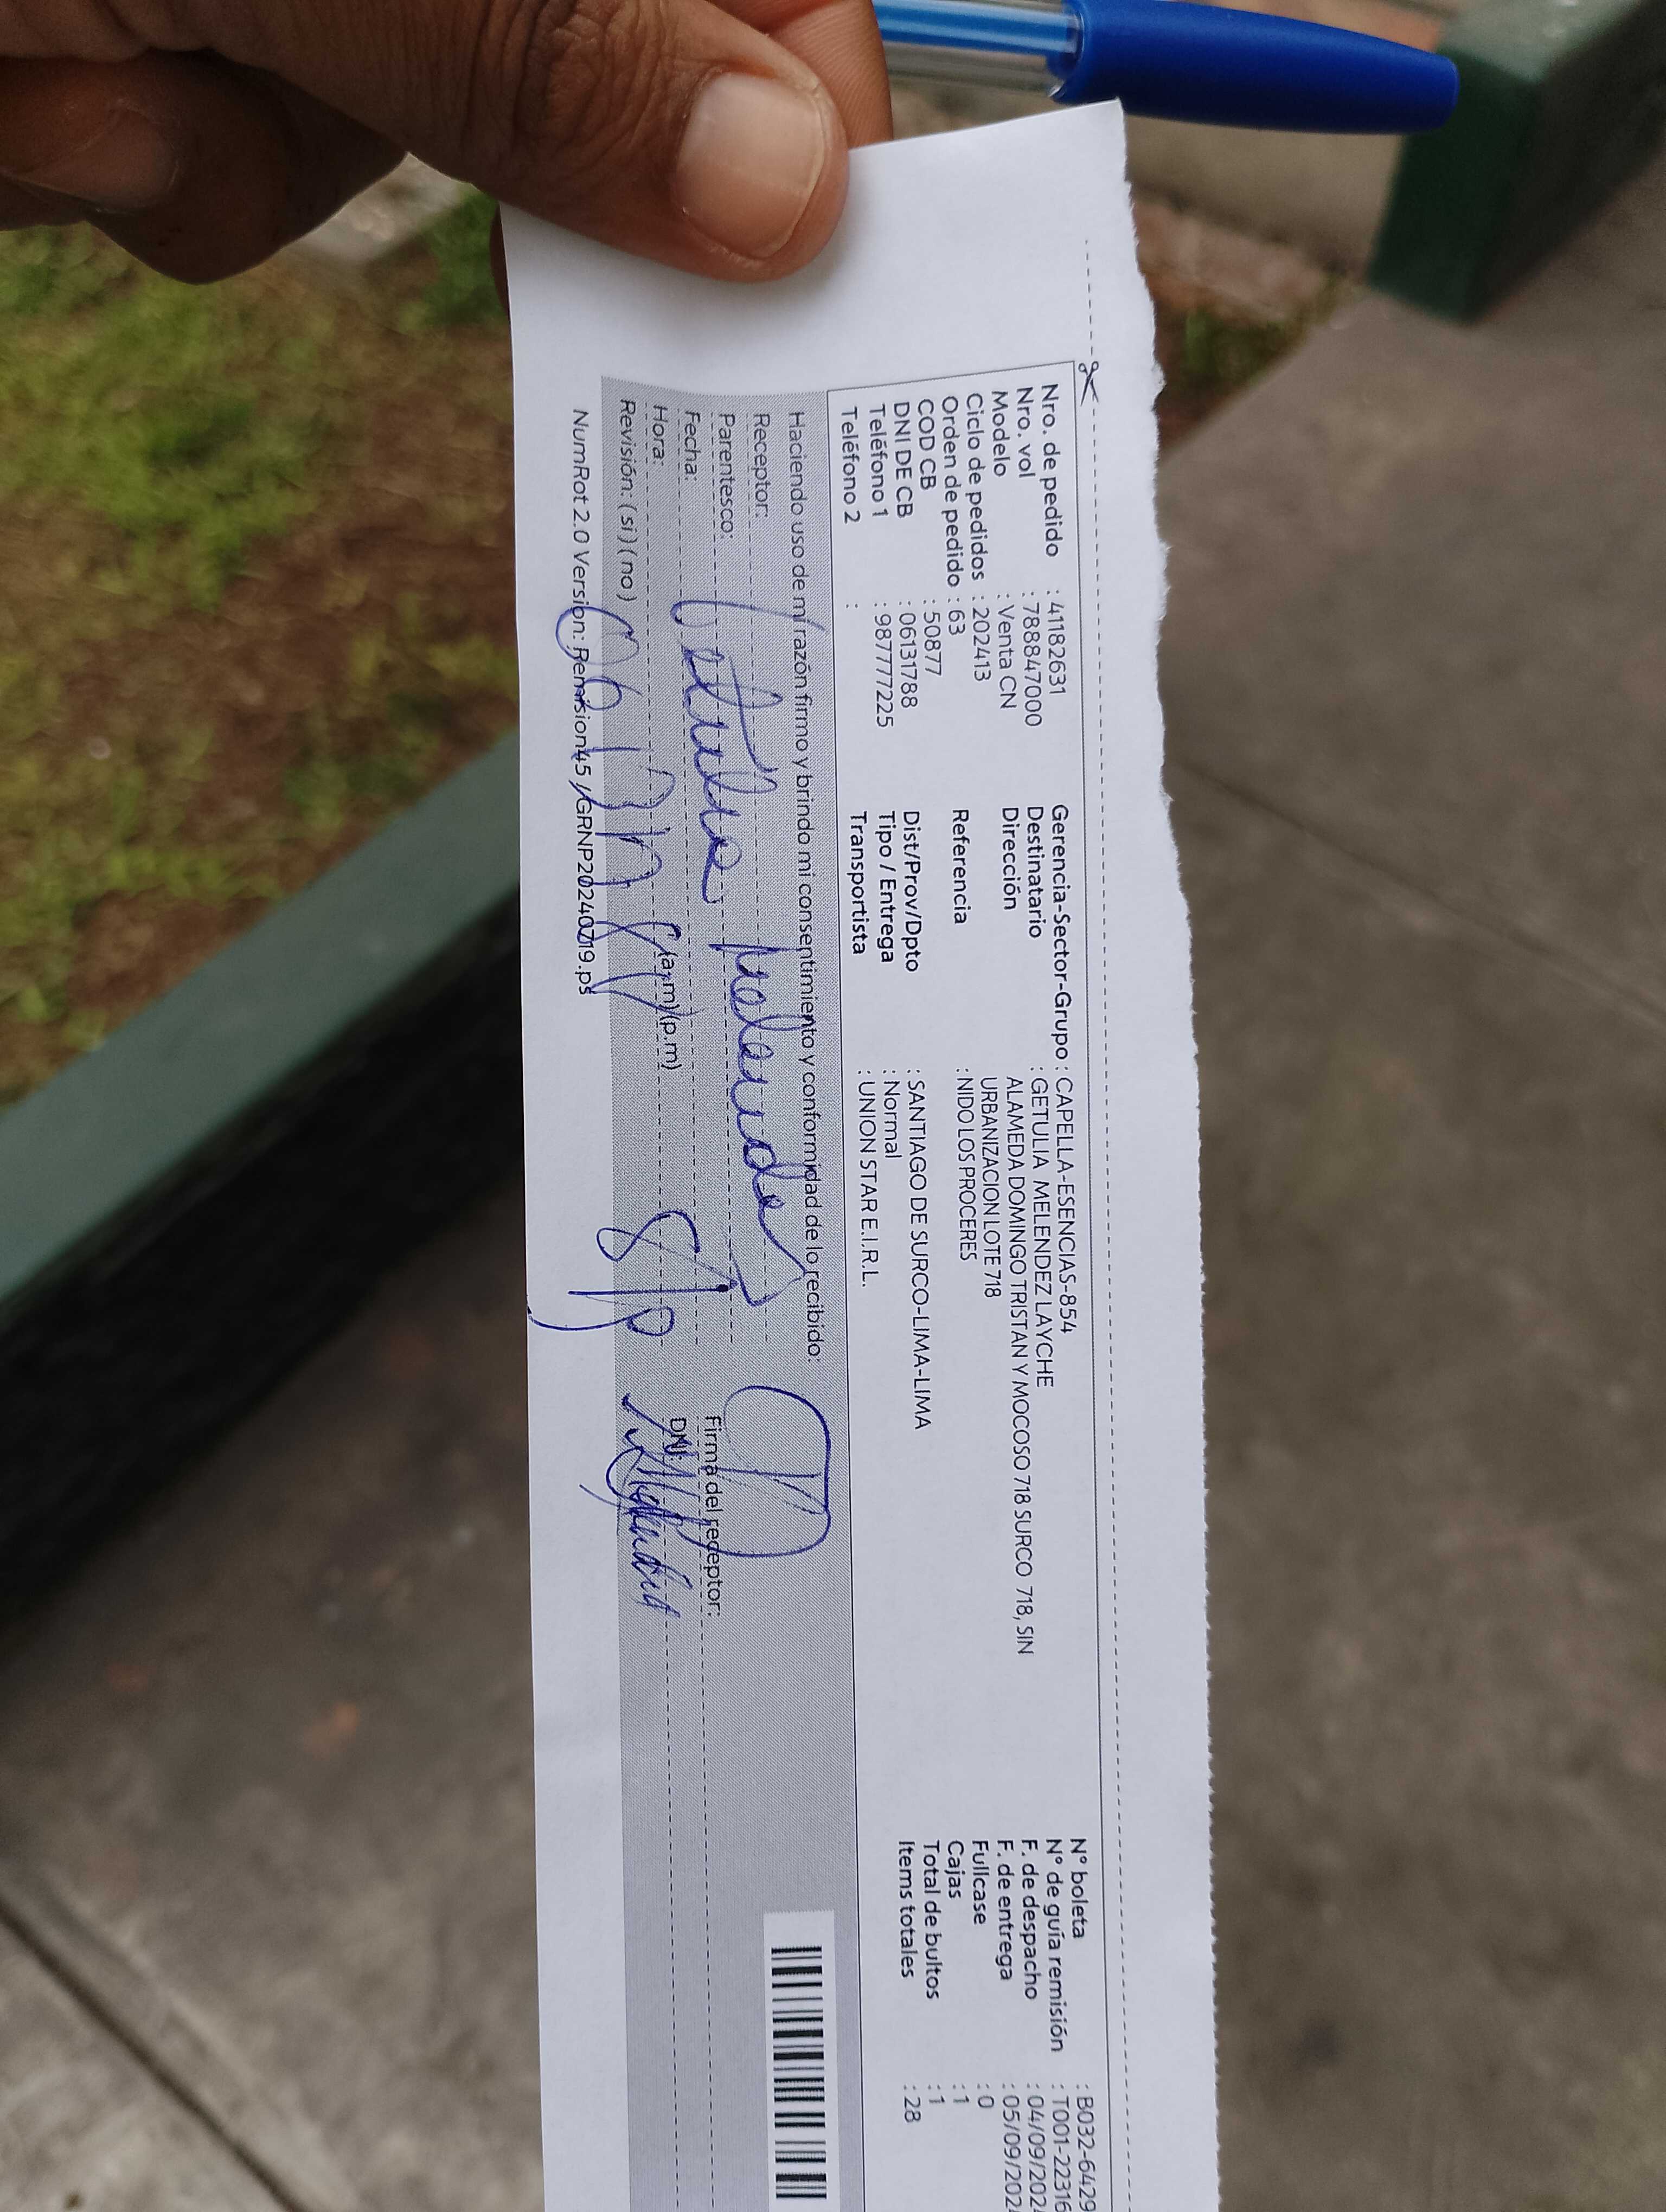 Nro. de pedido : 41182631
Nro. vol : 788847000
Modelo : Venta CN
Ciclo de pedidos : 202413
Orden de pedido : 63
COD CB : 50877
DNI DE CB : 06131788
Teléfono 1 : 987777225
Teléfono 2 :
Gerencia-Sector-Grupo : CAPELLA-ESENCIAS-854
Destinatario : GETULIA MELENDEZ LAYCHE
Dirección ALAMEDA DOMINGO TRISTAN Y MOCOSO 718 SURCO 718, SIN
URBANIZACION LOTE 718
Referencia : NIDO LOS PROCERES
Dist/Prov/Dpto : SANTIAGO DE SURCO-LIMA-LIMA
Tipo / Entrega : Normal
Transportista : UNION STAR E.I.R.L.
N° boleta : B032-6429
N° de guía remisión : T001-22316
F. de despacho : 04/09/202
F. de entrega : 05/09/202
Fullcase : 0
Cajas : 1
Total de bultos : 1
Items totales : 28
Haciendo uso de mi razón firmo y brindo mi consentimiento y conformidad de lo recibido:
Receptor:
Parentesco:
Fecha:
Hora: (a.m)(p.m)
Revisión: (si) (no)
Firma del receptor:
DNI:
NumRot 2.0 Version: Remision45 / GRNP20240719.ps